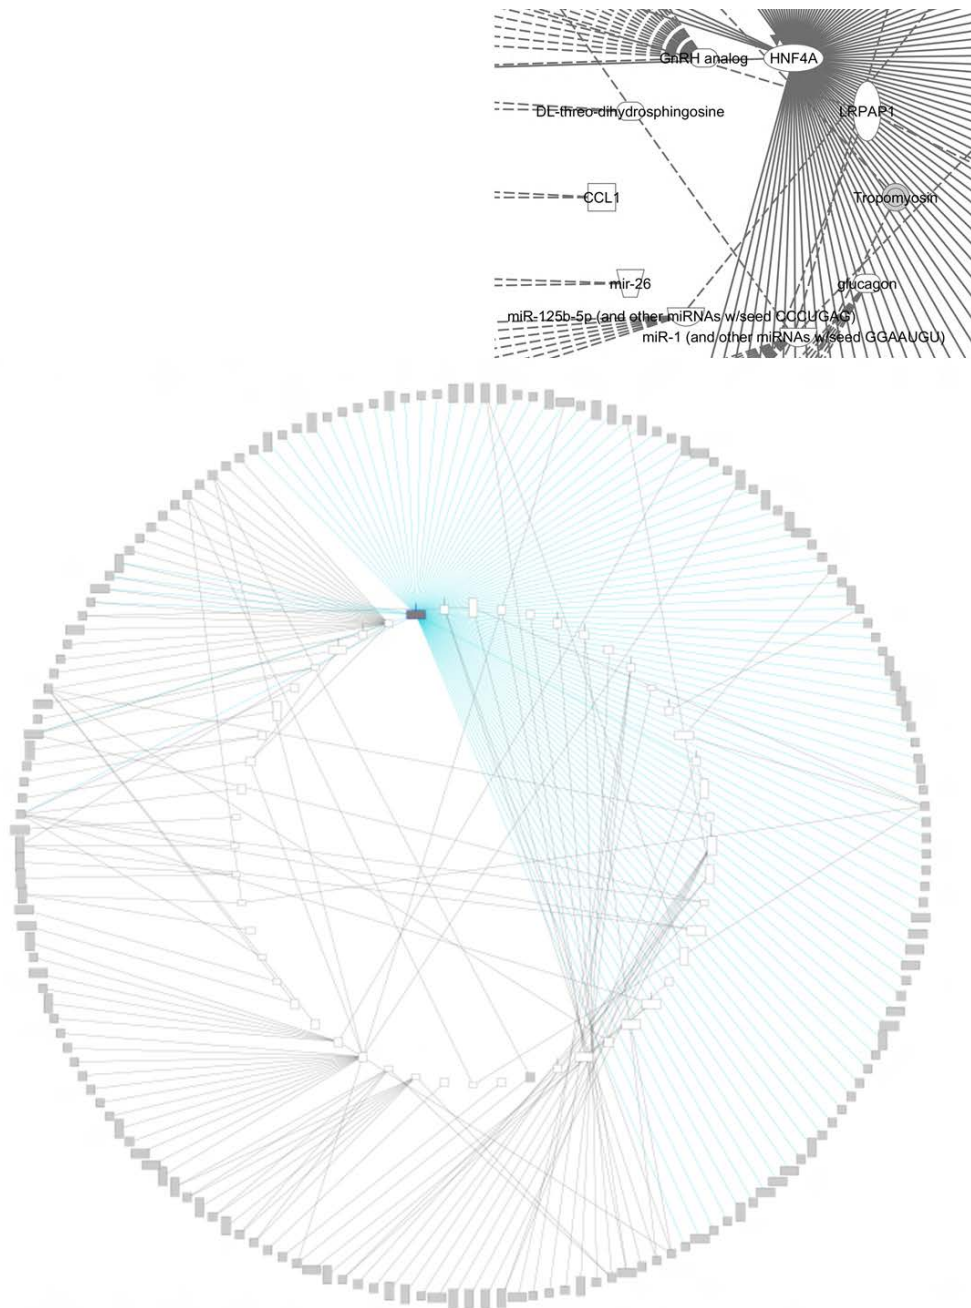 GnRH analog
HNF4A
DL-threo-dihydrosphingosine
LRPAP1
CCL1
Tropomyosin
mir-26
glucagon
miR-125b-5p (and other miRNAs w/seed CCCUGAG)
miR-1 (and other miRNAs w/seed GGAAUGU)